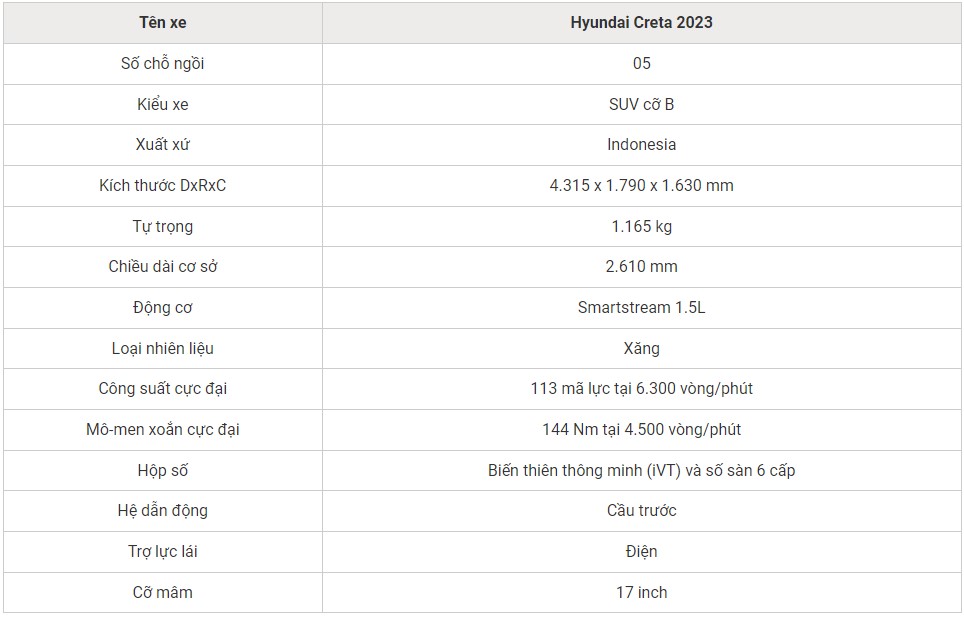 Tên xe Hyundai Creta 2023
Số chỗ ngồi 05
Kiểu xe SUV cỡ B
Xuất xứ Indonesia
Kích thước DxRxC 4.315 x 1.790 x 1.630 mm
Tự trọng 1.165 kg
Chiều dài cơ sở 2.610 mm
Động cơ Smartstream 1.5L
Loại nhiên liệu Xăng
Công suất cực đại 113 mã lực tại 6.300 vòng/phút
Mô-men xoắn cực đại 144 Nm tại 4.500 vòng/phút
Hộp số Biến thiên thông minh (iVT) và số sàn 6 cấp
Hệ dẫn động Cầu trước
Trợ lực lái Điện
Cỡ mâm 17 inch